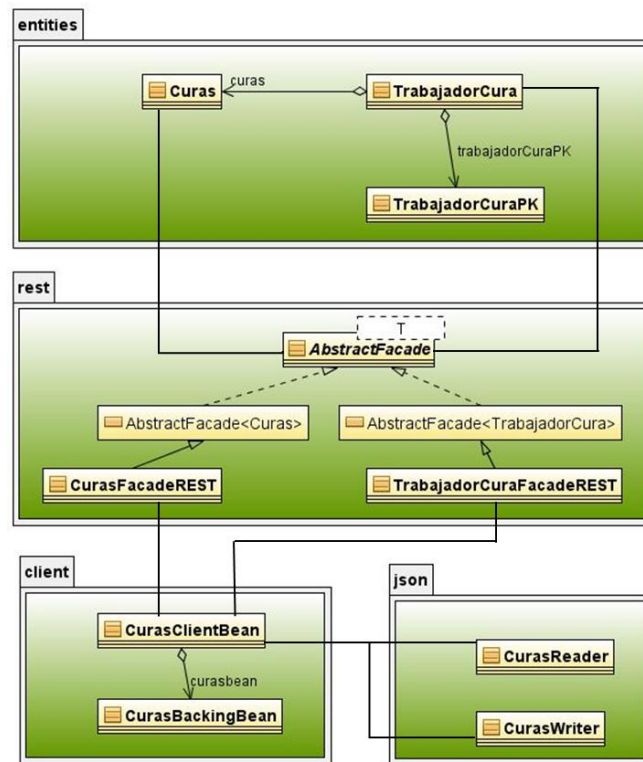 entities
Curas
curas
TrabajadorCura
trabajadorCuraPK
TrabajadorCuraPK
rest
T
AbstractFacade
AbstractFacade<Curas>
AbstractFacade<TrabajadorCura>
CurasFacadeREST
TrabajadorCuraFacadeREST
client
CurasClientBean
curasbean
CurasBackingBean
json
CurasReader
CurasWriter